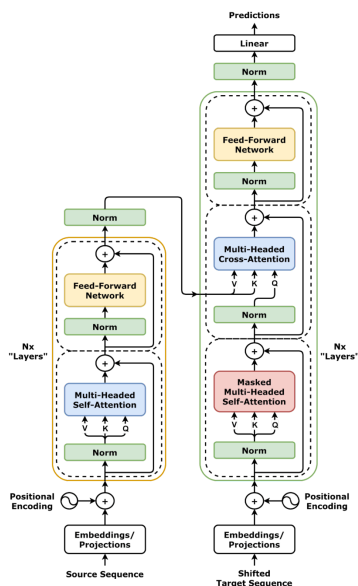 Predictions
Linear
Norm
Feed-Forward
Network
Norm
Multi-Headed
Cross-Attention
V K Q
Norm
Masked
Multi-Headed
Self-Attention
V K Q
Norm
Nx
"Layers"
Positional
Encoding
Embeddings/
Projections
Shifted
Target Sequence
Norm
Feed-Forward
Network
Norm
Nx
"Layers"
Multi-Headed
Self-Attention
V K Q
Norm
Positional
Encoding
Embeddings/
Projections
Source Sequence